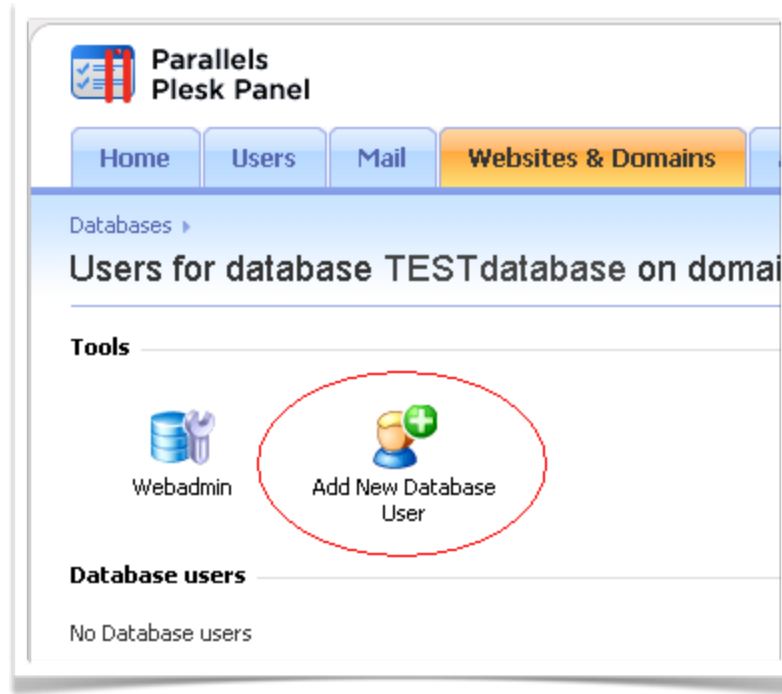 Parallels
Plesk Panel
Home Users Mail Websites & Domains
Databases
Users for database TESTdatabase on domai
Tools
Webadmin
Add New Database
User
Database users
No Database users